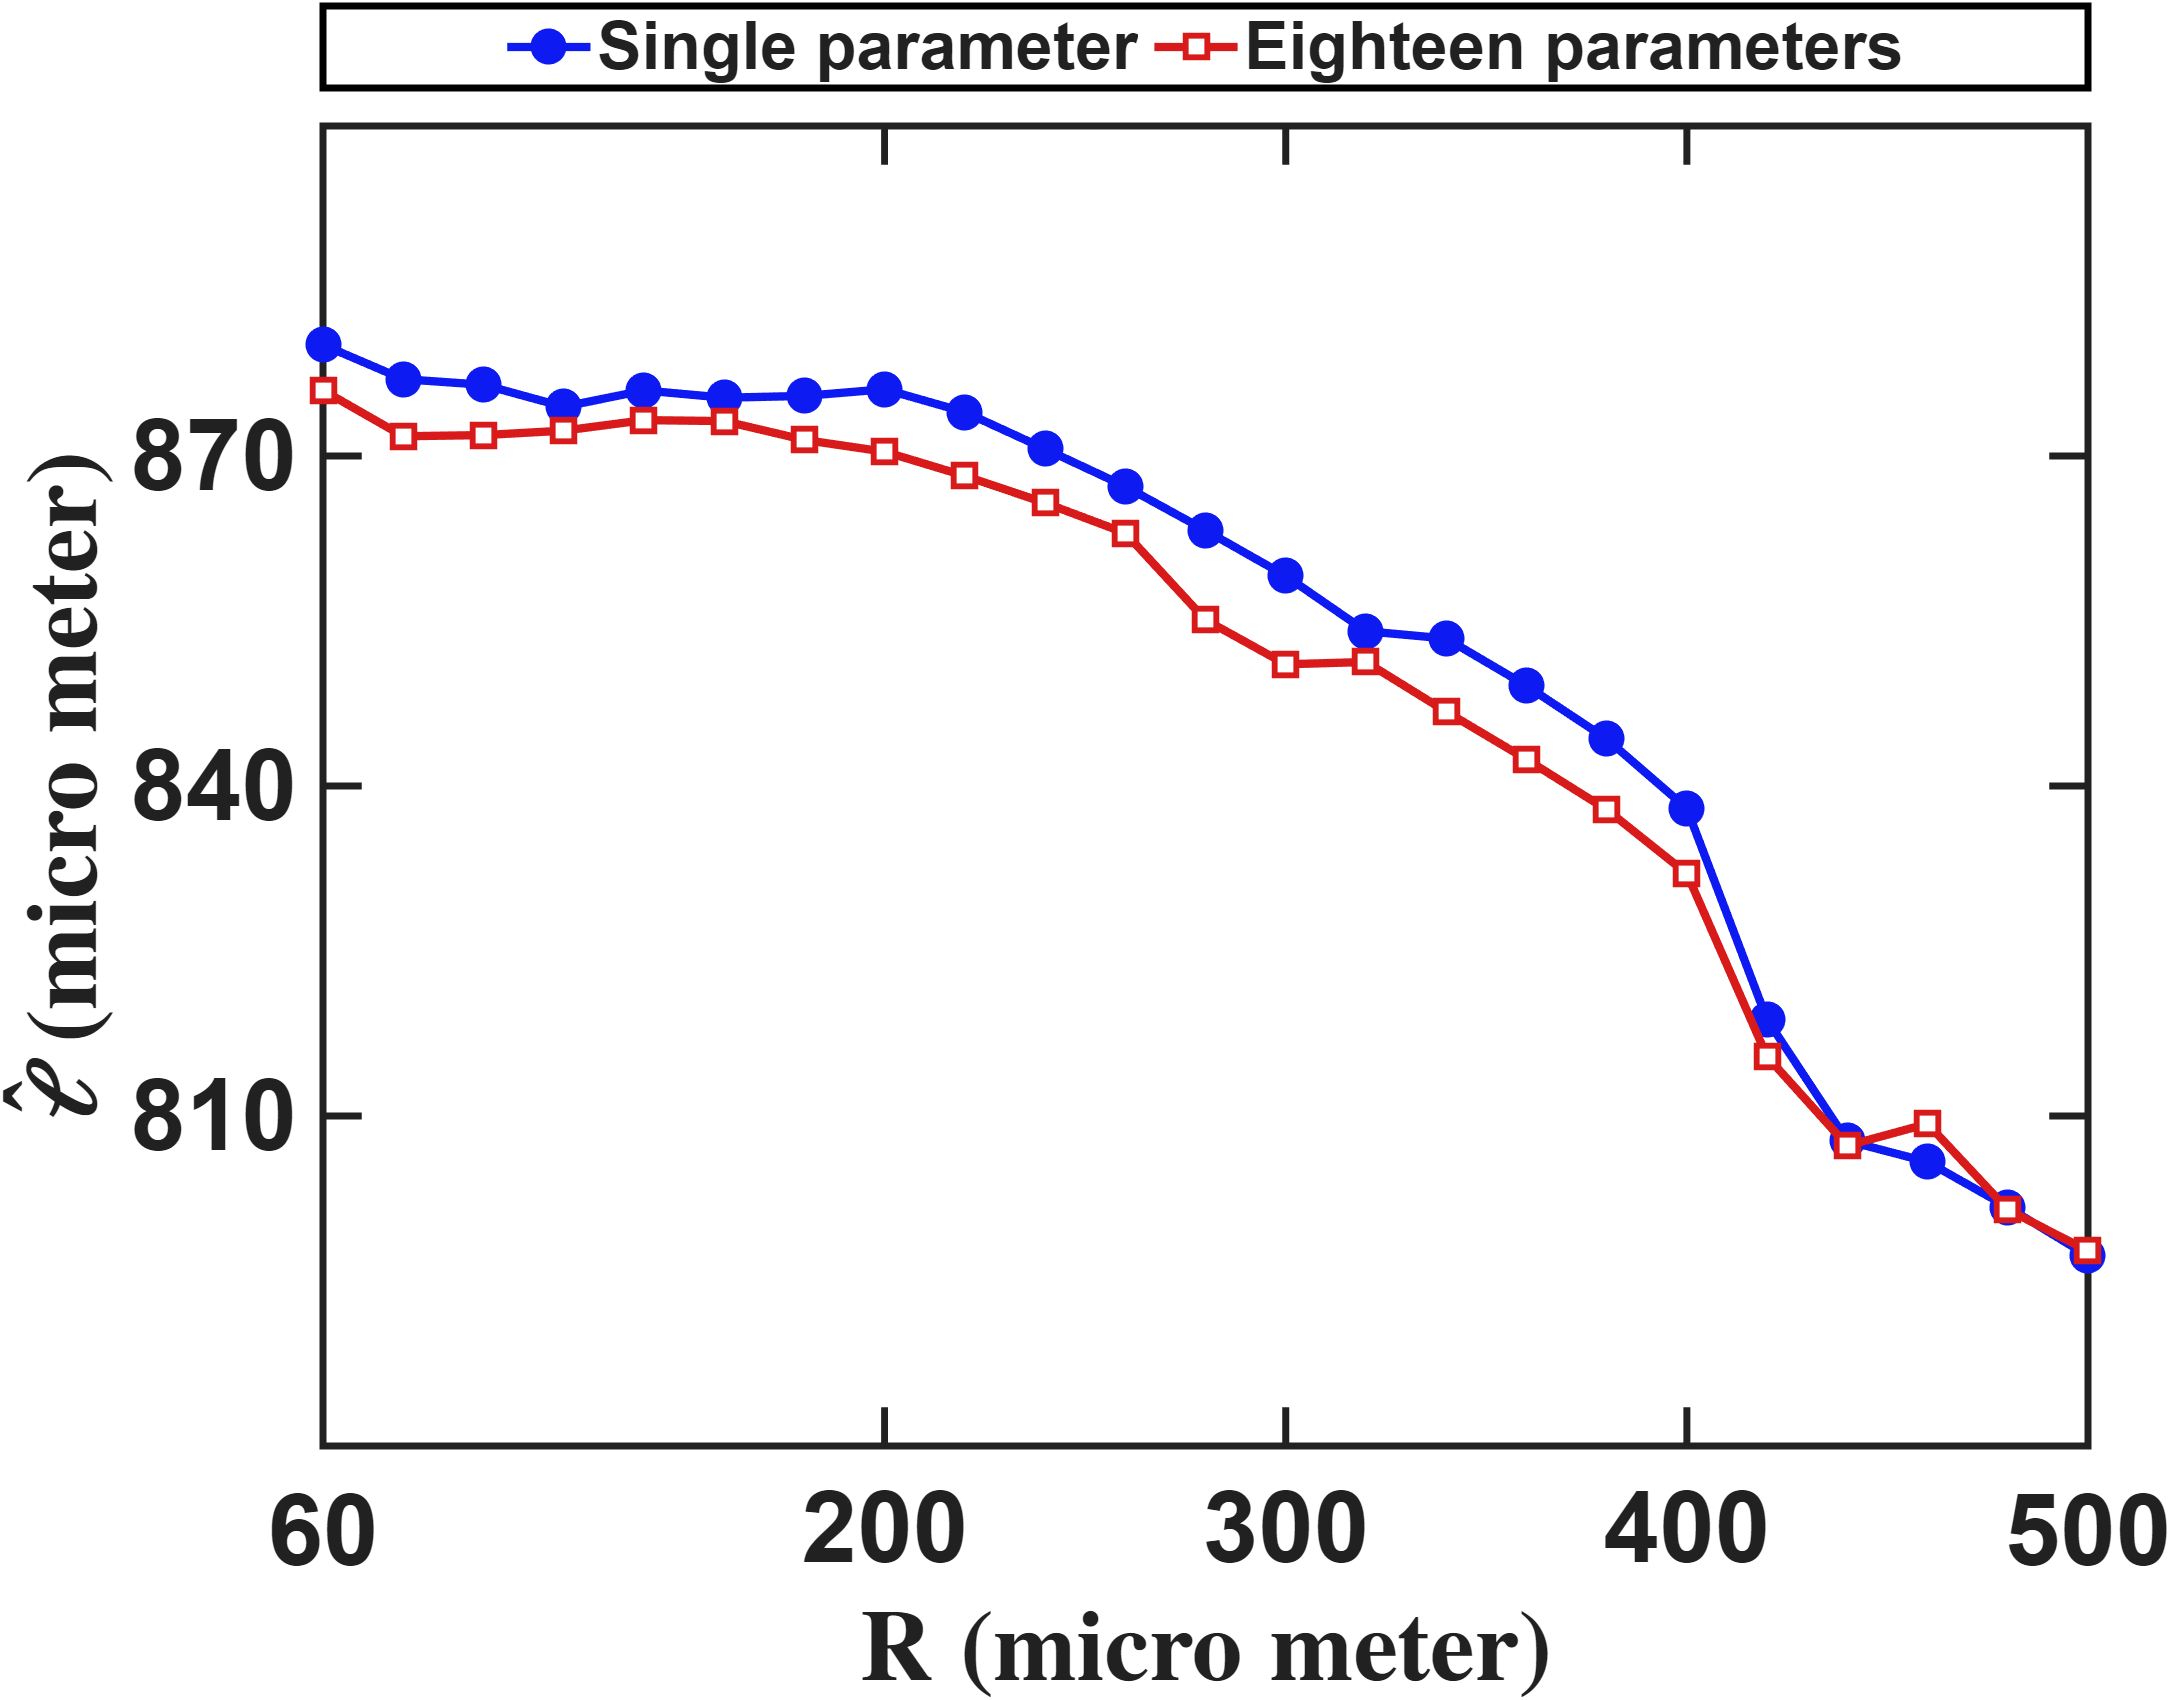 Single parameter Eighteen parameters
870
840
810
ℓ̂ (micro meter)
60 200 300 400 500
R (micro meter)